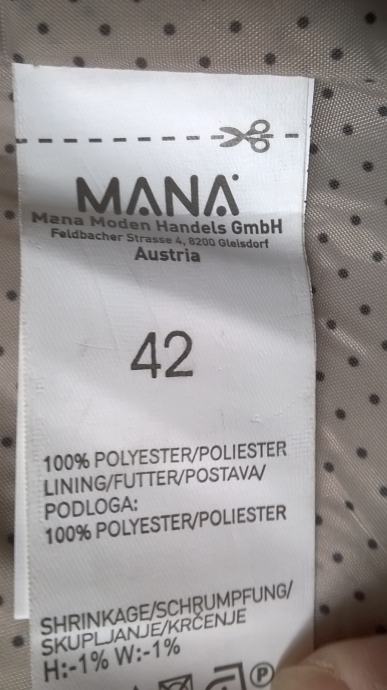 MANA
Mana Moden Handels GmbH
Feldbacher Strasse 4, 8200 Gleisdorf
Austria
42
100% POLYESTER/POLIESTER
LINING/FUTTER/POSTAVA/
PODLOGA:
100% POLYESTER/POLIESTER
SHRINKAGE/SCHRUMPFUNG/
SKUPLJANJE/KRČENJE
H:-1% W:-1%
P